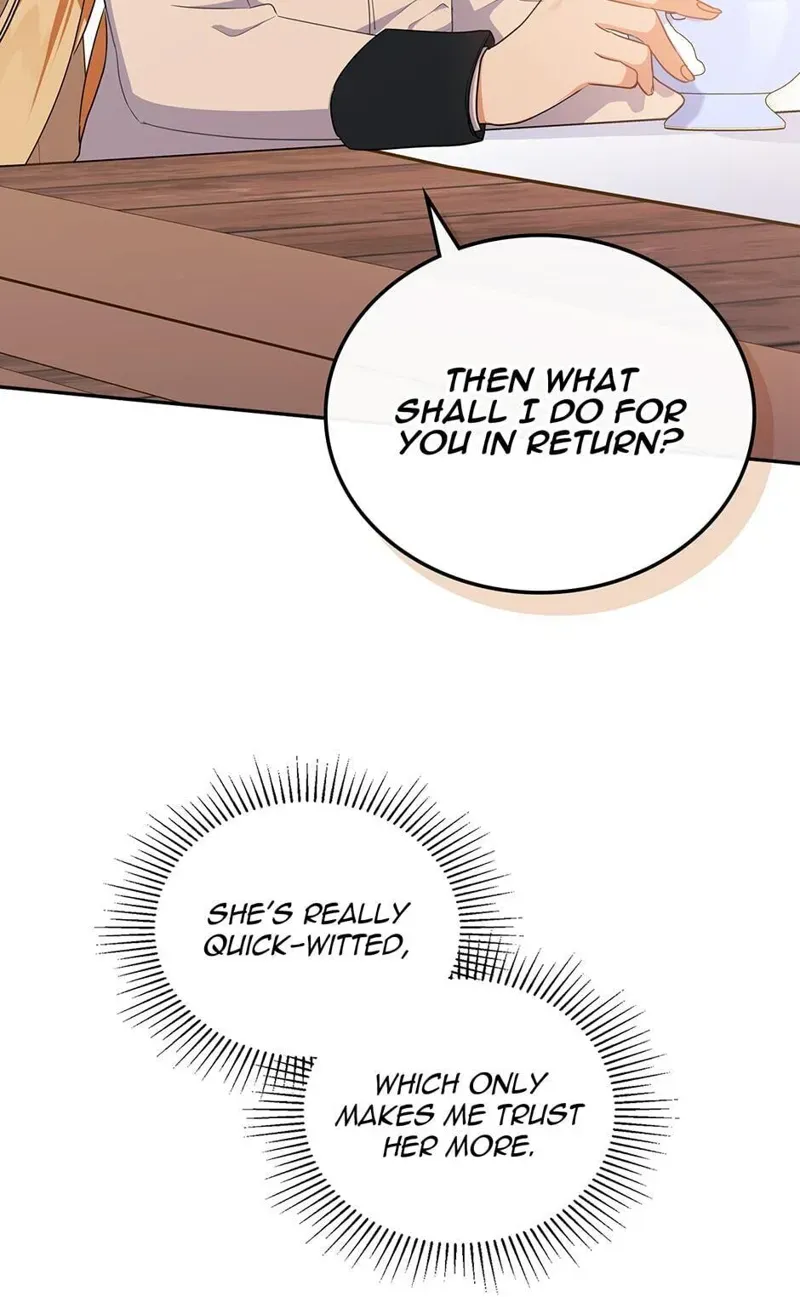 THEN WHAT
SHALL I DO FOR
YOU IN RETURN?
SHE'S REALLY
QUICK-WITTED,
WHICH ONLY
MAKES ME TRUST
HER MORE.